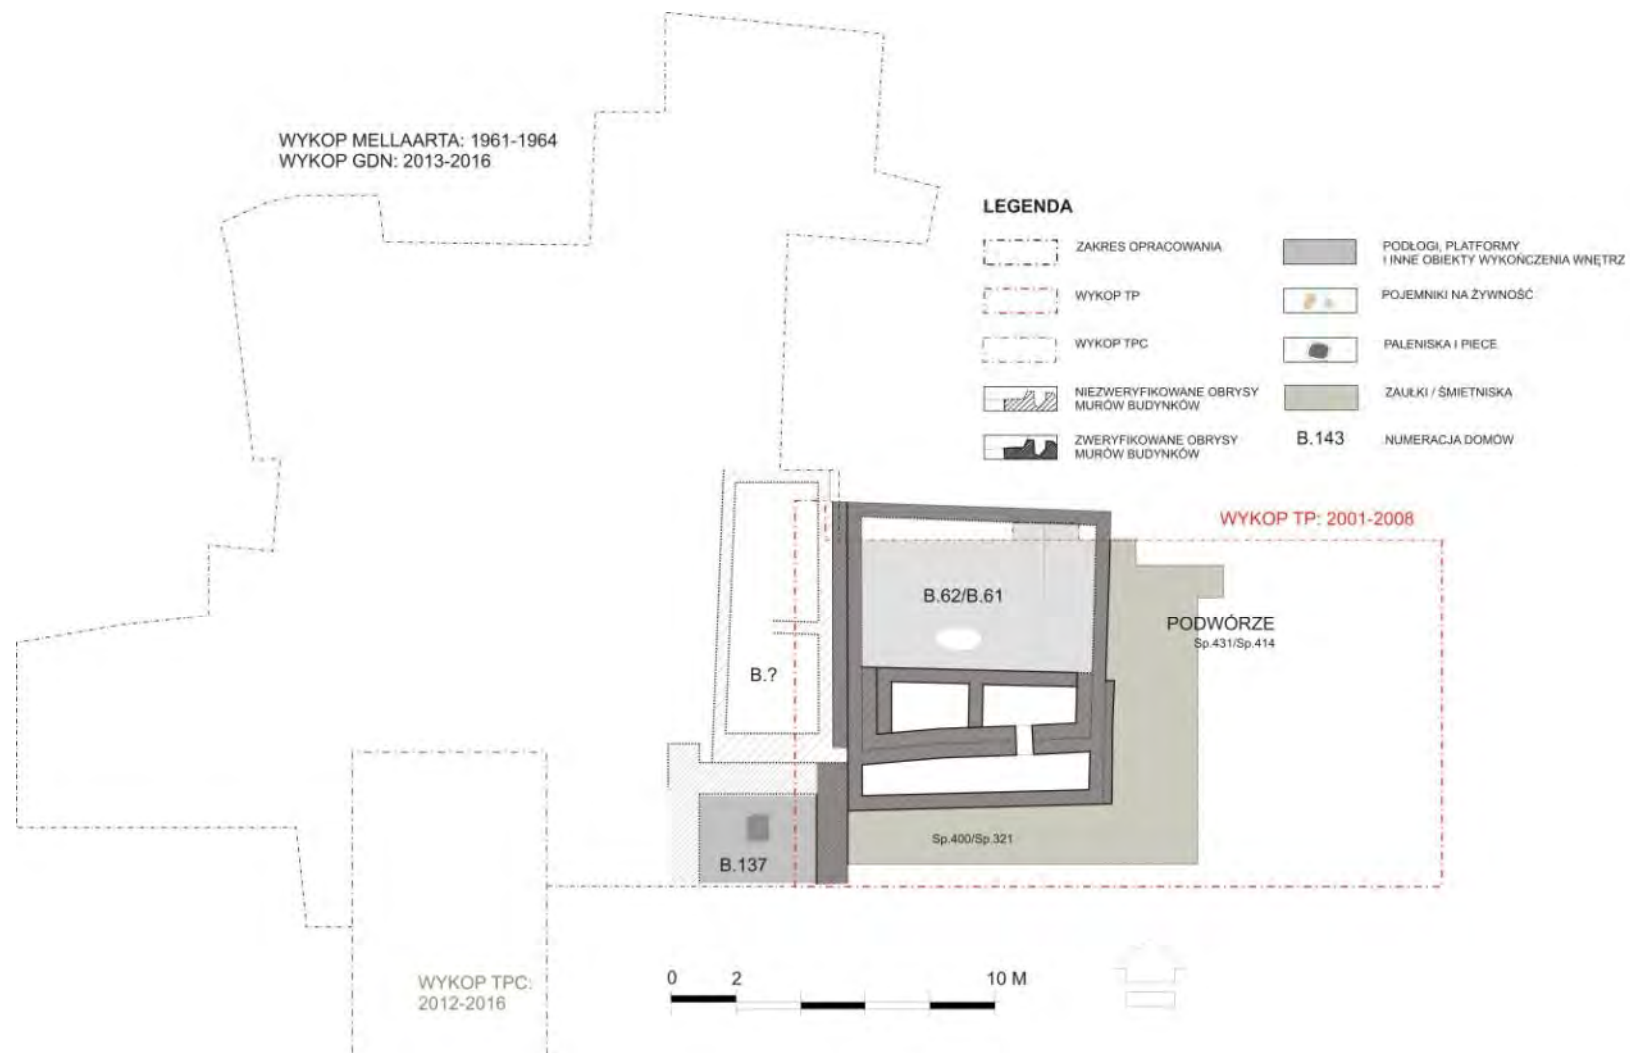 WYKOP MELLAARTA: 1961-1964
WYKOP GDN: 2013-2016
LEGENDA
ZAKRES OPRACOWANIA
WYKOP TP
WYKOP TPC
NIEZWERYFIKOWANE OBRYSY
MURÓW BUDYNKÓW
ZWERYFIKOWANE OBRYSY
MURÓW BUDYNKÓW
PODŁOGI, PLATFORMY
I INNE OBIEKTY WYKOŃCZENIA WNĘTRZ
POJEMNIKI NA ŻYWNOŚĆ
PALENISKA I PIECE
ZAUŁKI / ŚMIETNISKA
B.143
NUMERACJA DOMÓW
WYKOP TP: 2001-2008
B.62/B.61
PODWÓRZE
Sp.431/Sp.414
B.?
Sp.400/Sp.321
B.137
WYKOP TPC:
2012-2016
0 2 10 M